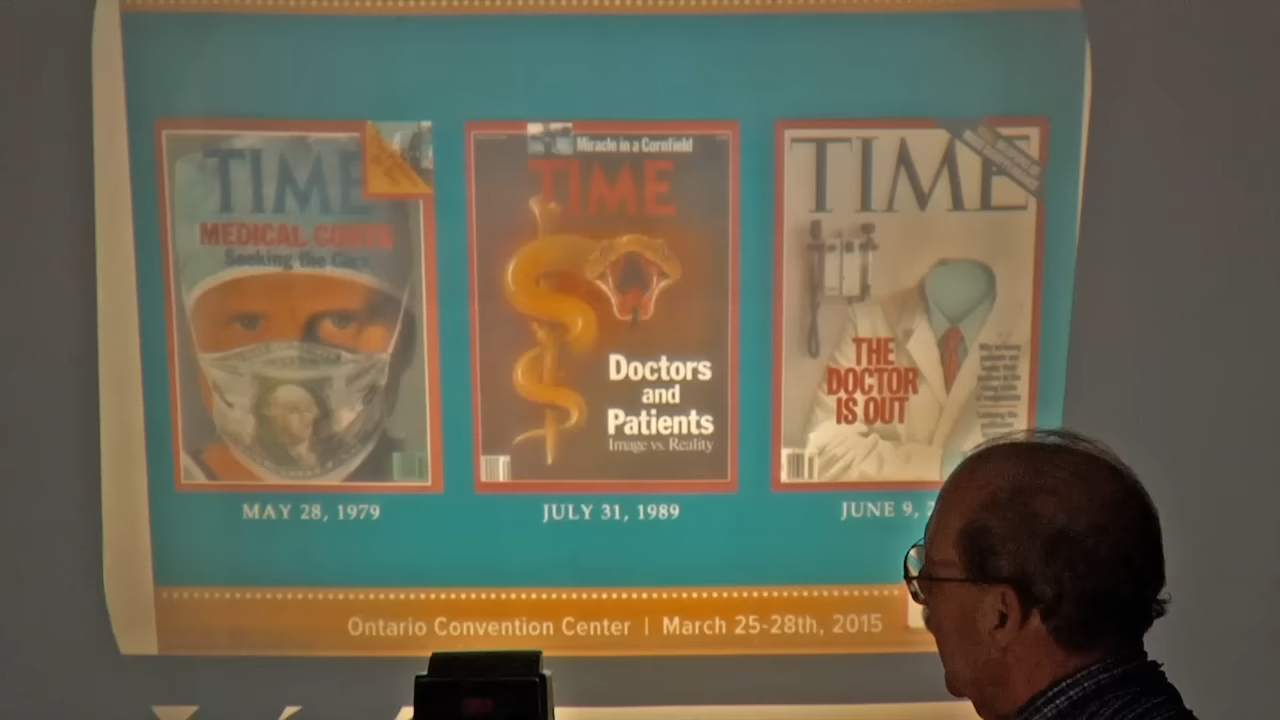 TIME
MEDICAL COSTS
Seeking the Cure
MAY 28, 1979
Miracle in a Cornfield
TIME
Doctors
and
Patients
Image vs. Reality
JULY 31, 1989
TIME
THE
DOCTOR
IS OUT
JUNE 9,
Ontario Convention Center | March 25-28th, 2015